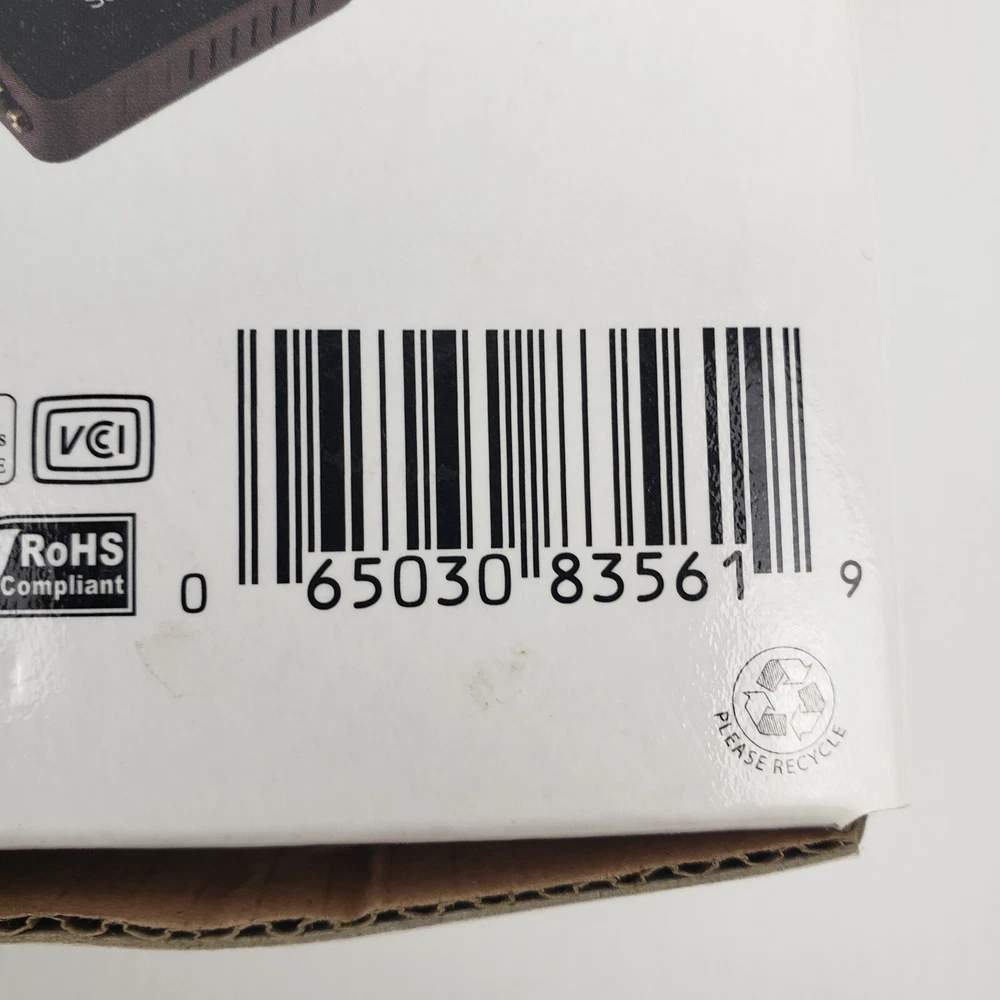 VCI
RoHS
Compliant
0 65030 83561 9
PLEASE RECYCLE